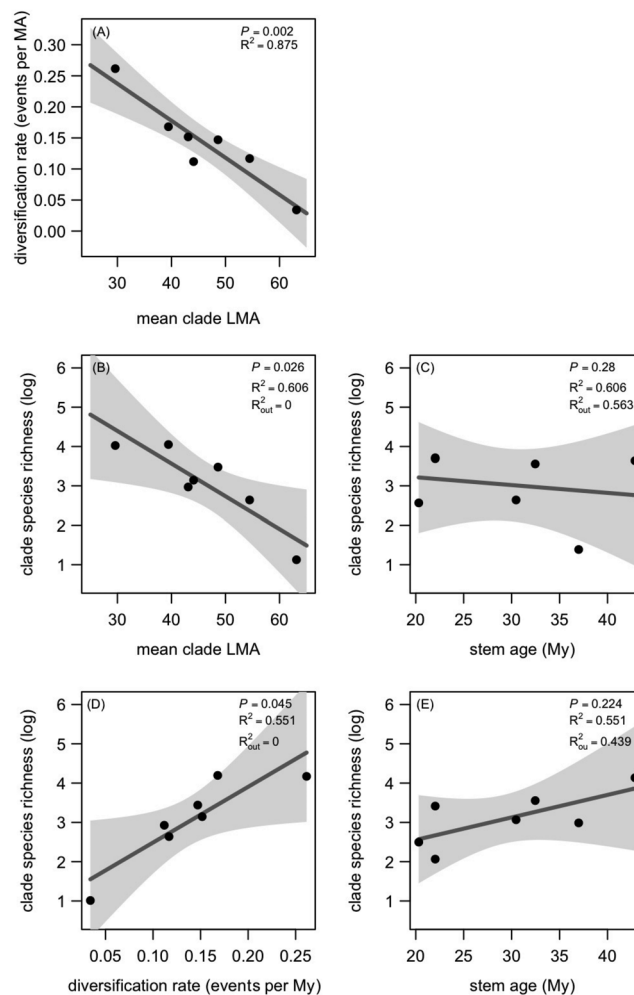 (A)
P = 0.002
R² = 0.875
diversification rate (events per MA)
0.30
0.25
0.20
0.15
0.10
0.05
0.00
30 40 50 60
mean clade LMA
(B)
P = 0.026
R² = 0.606
R²out = 0
clade species richness (log)
6
5
4
3
2
1
30 40 50 60
mean clade LMA
(C)
P = 0.28
R² = 0.606
R²out = 0.563
clade species richness (log)
6
5
4
3
2
1
20 25 30 35 40
stem age (My)
(D)
P = 0.045
R² = 0.551
R²out = 0
clade species richness (log)
6
5
4
3
2
1
0.05 0.10 0.15 0.20 0.25
diversification rate (events per My)
(E)
P = 0.224
R² = 0.551
R²ou = 0.439
clade species richness (log)
6
5
4
3
2
1
20 25 30 35 40
stem age (My)